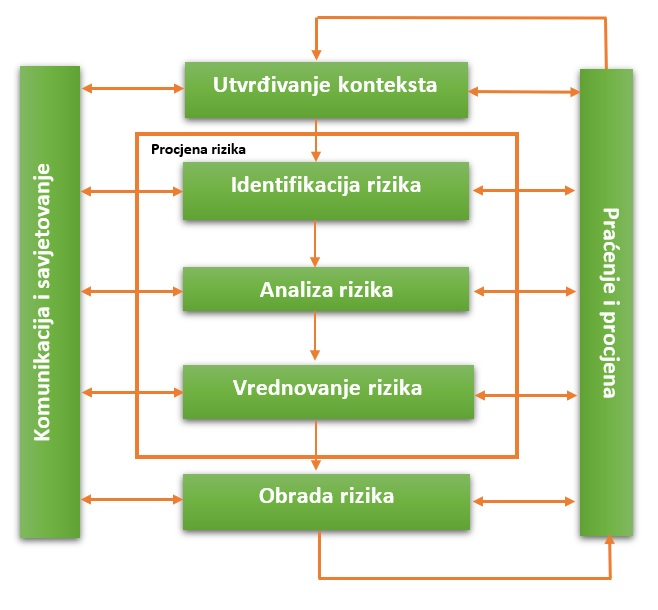 Utvrđivanje konteksta
Procjena rizika
Identifikacija rizika
Analiza rizika
Vrednovanje rizika
Obrada rizika
Komunikacija i savjetovanje
Praćenje i procjena